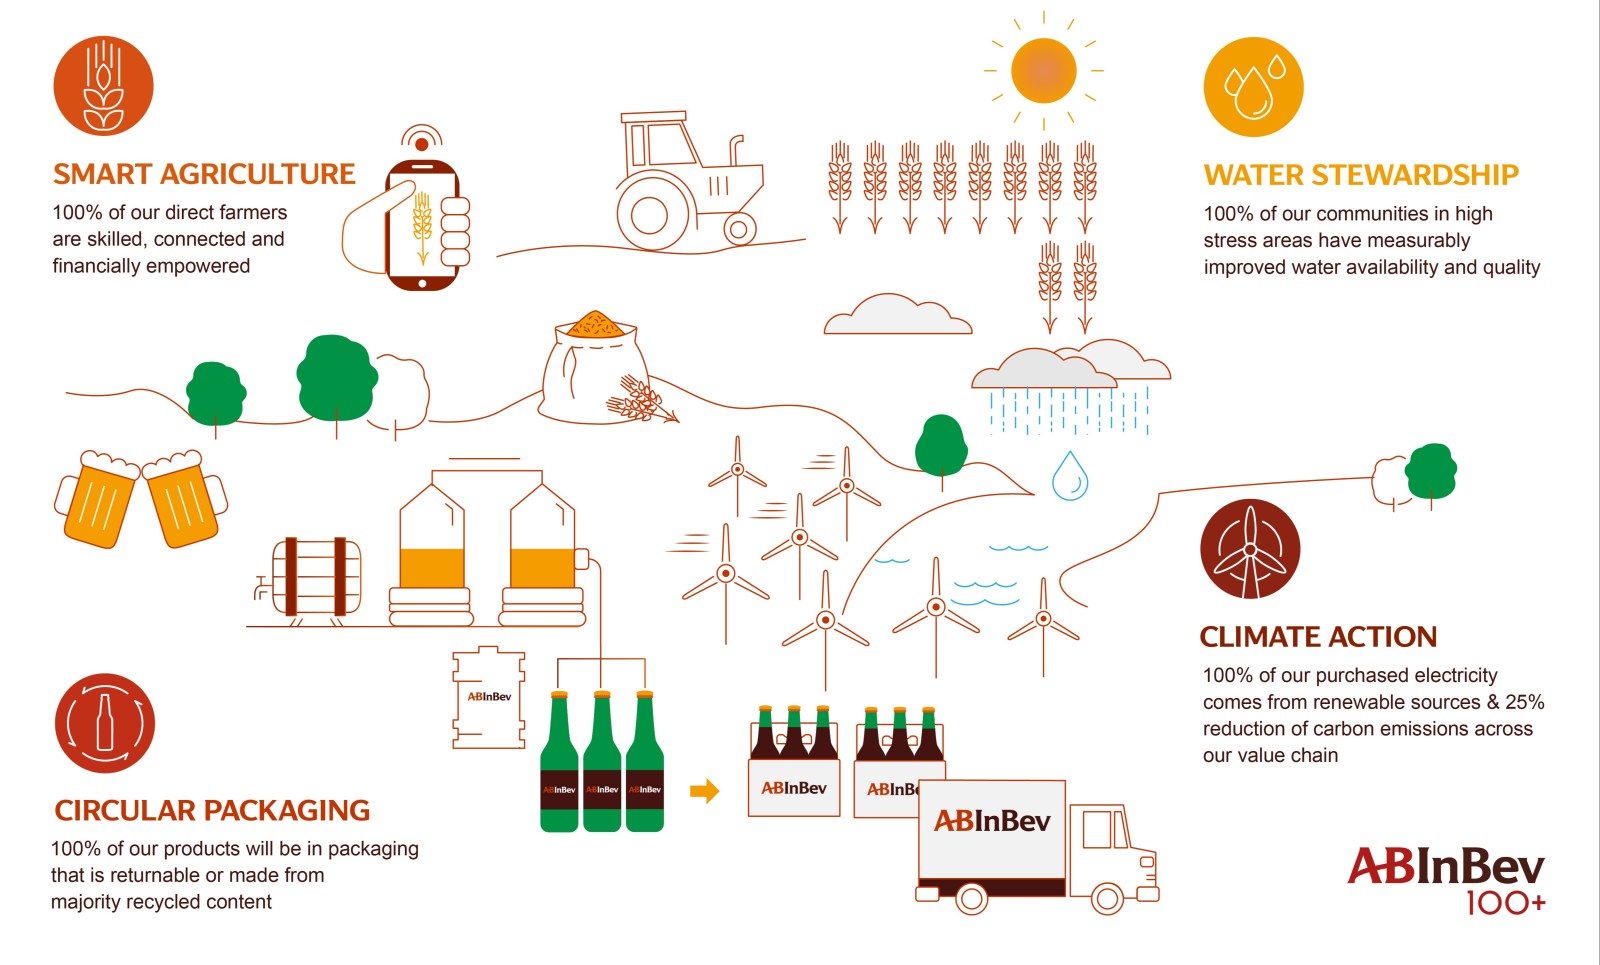 SMART AGRICULTURE
100% of our direct farmers
are skilled, connected and
financially empowered
WATER STEWARDSHIP
100% of our communities in high
stress areas have measurably
improved water availability and quality
CLIMATE ACTION
100% of our purchased electricity
comes from renewable sources & 25%
reduction of carbon emissions across
our value chain
CIRCULAR PACKAGING
100% of our products will be in packaging
that is returnable or made from
majority recycled content
ABInBev
ABInBev
ABInBev
ABInBev
ABInBev
ABInBe
ABInBev
ABInBev
100+